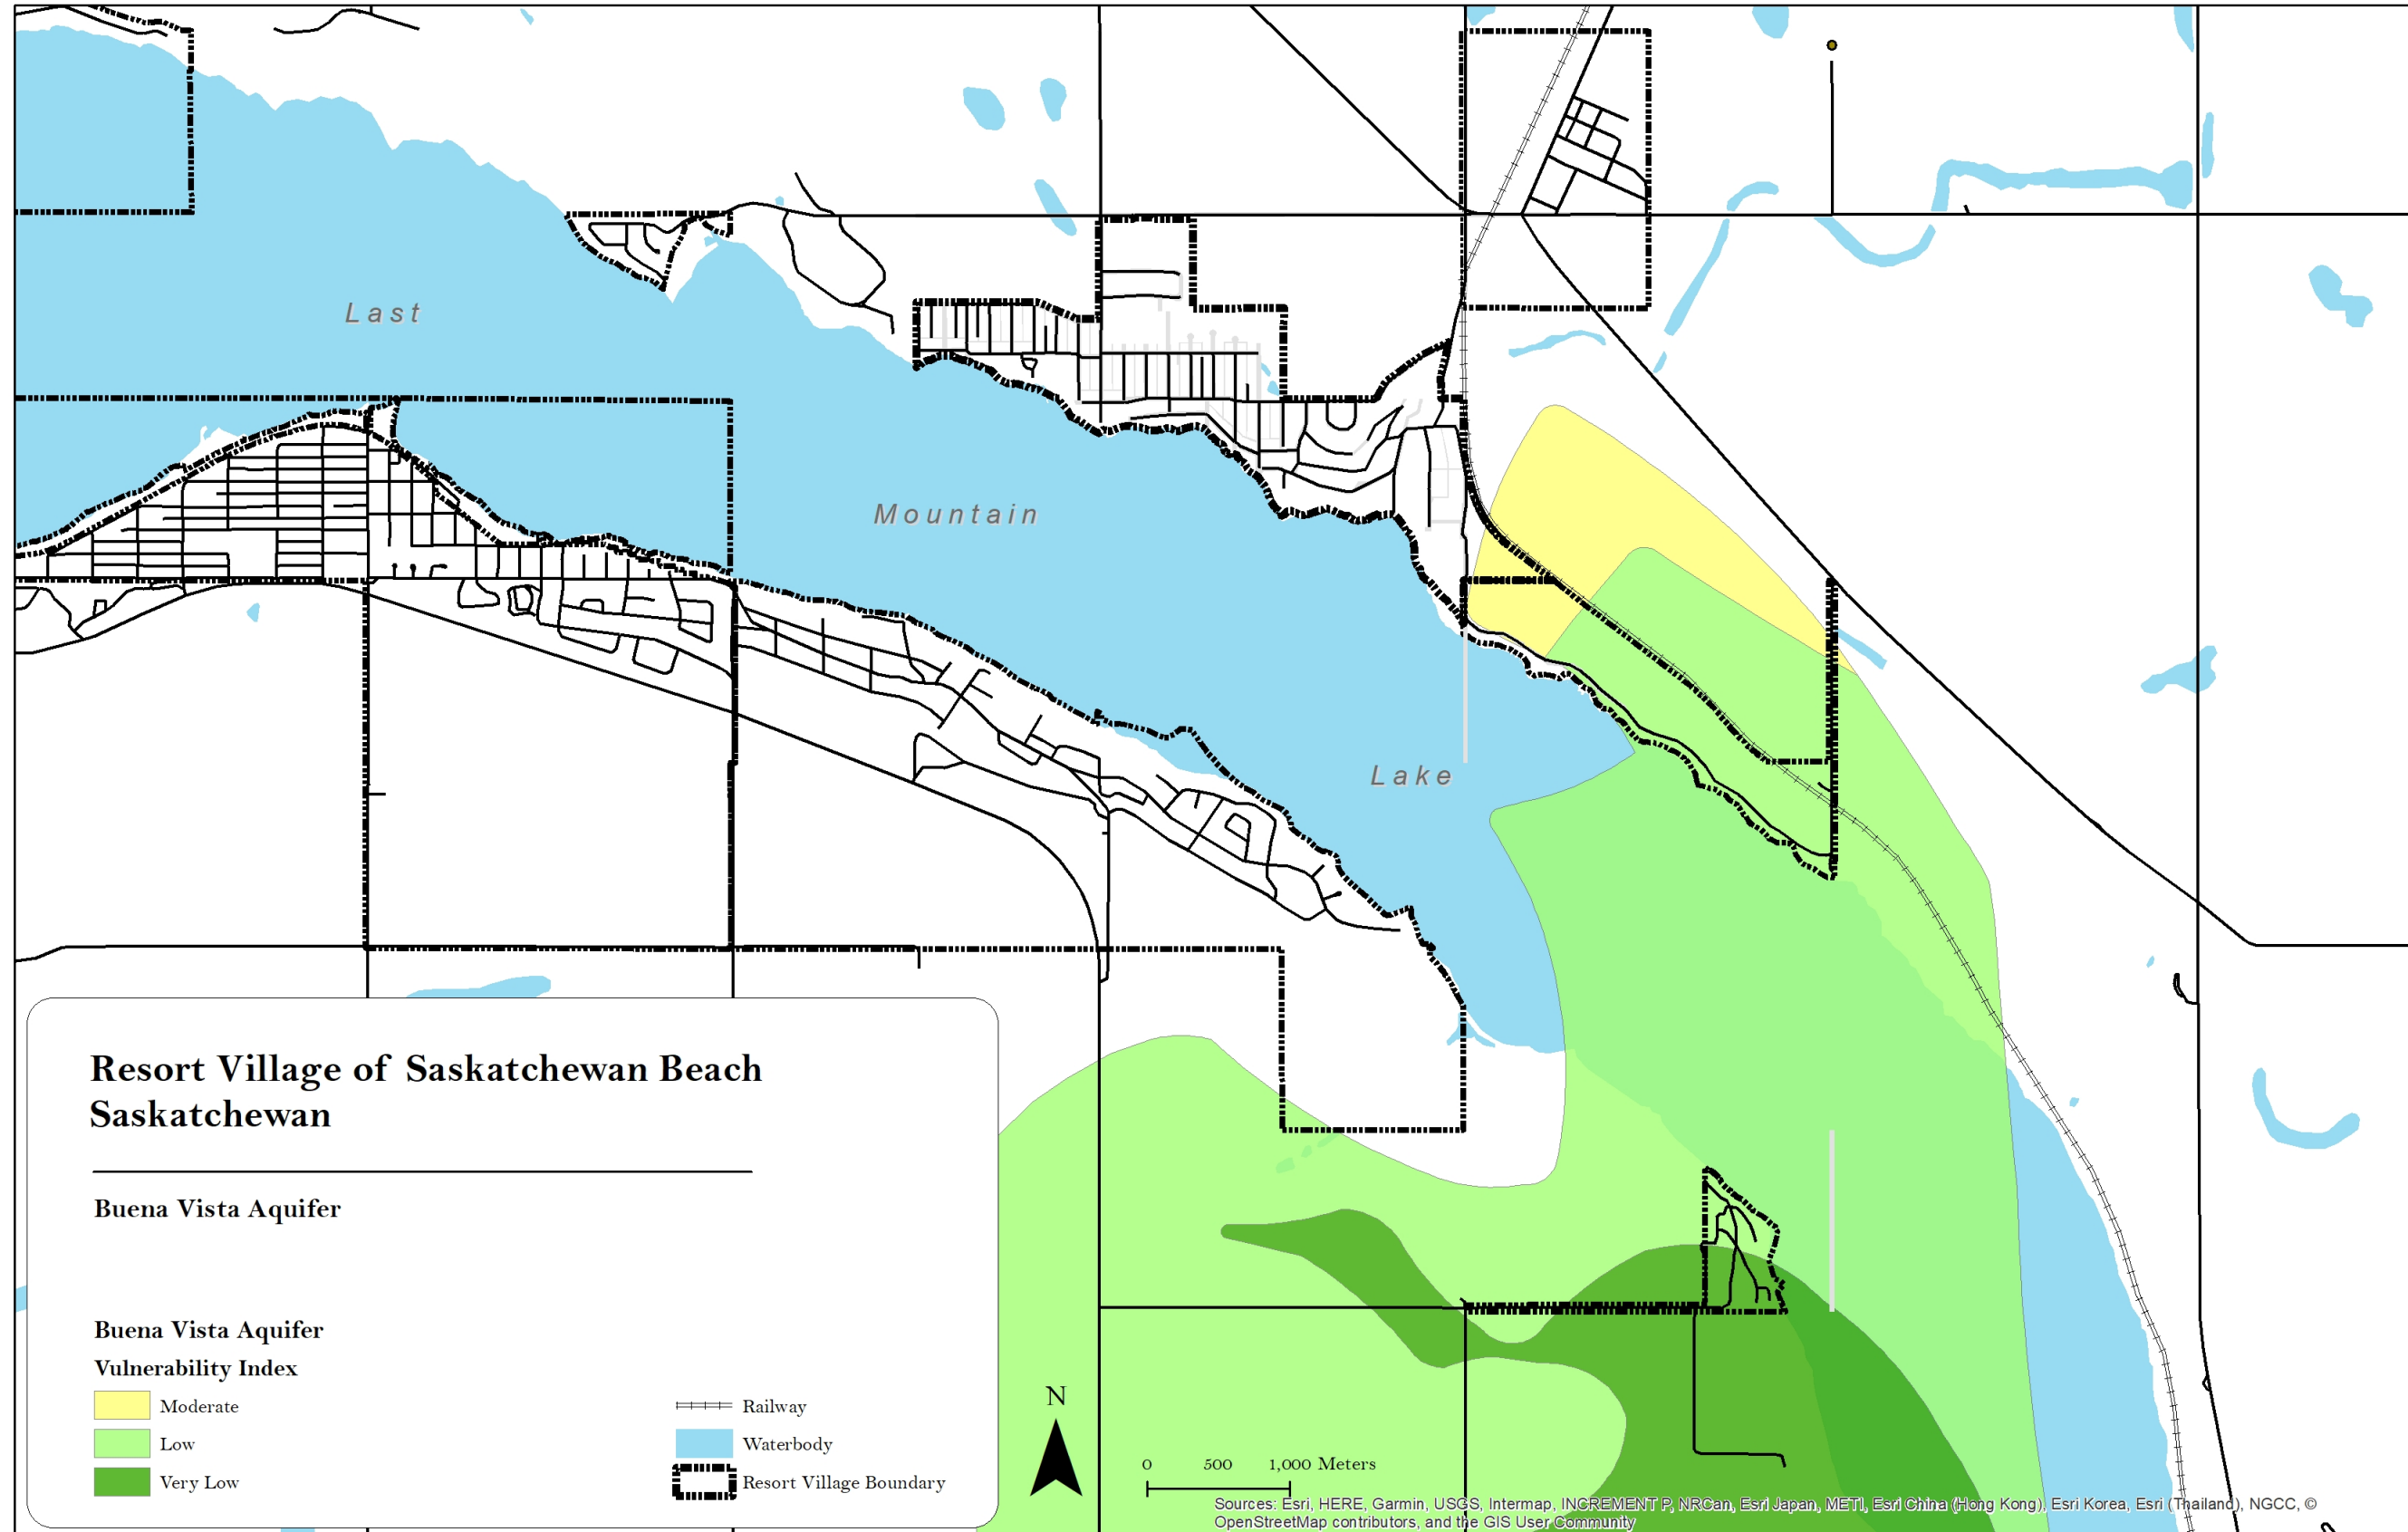 Last
Mountain
Lake
Resort Village of Saskatchewan Beach
Saskatchewan
Buena Vista Aquifer
Buena Vista Aquifer
Vulnerability Index
Moderate
Low
Very Low
Railway
Waterbody
Resort Village Boundary
N
0 500 1,000 Meters
Sources: Esri, HERE, Garmin, USGS, Intermap, INCREMENT P, NRCan, Esri Japan, METI, Esri China (Hong Kong), Esri Korea, Esri (Thailand), NGCC, ©
OpenStreetMap contributors, and the GIS User Community